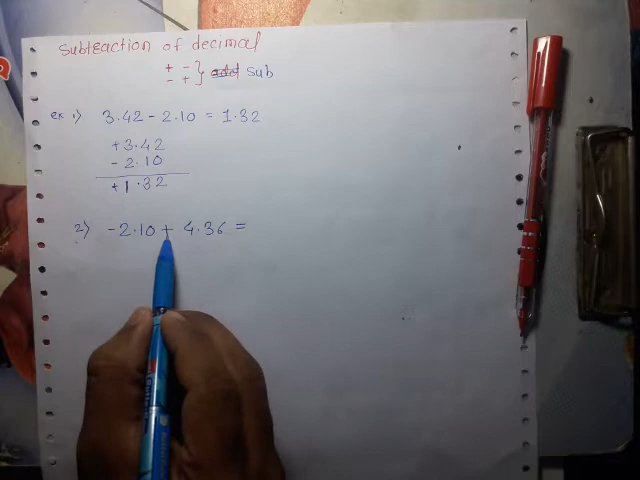 Subtraction of decimal
+ - } add Sub
- +
ex 1) 3.42 - 2.10 = 1.32
+3.42
- 2.10
+1.32
2) -2.10 + 4.36 =